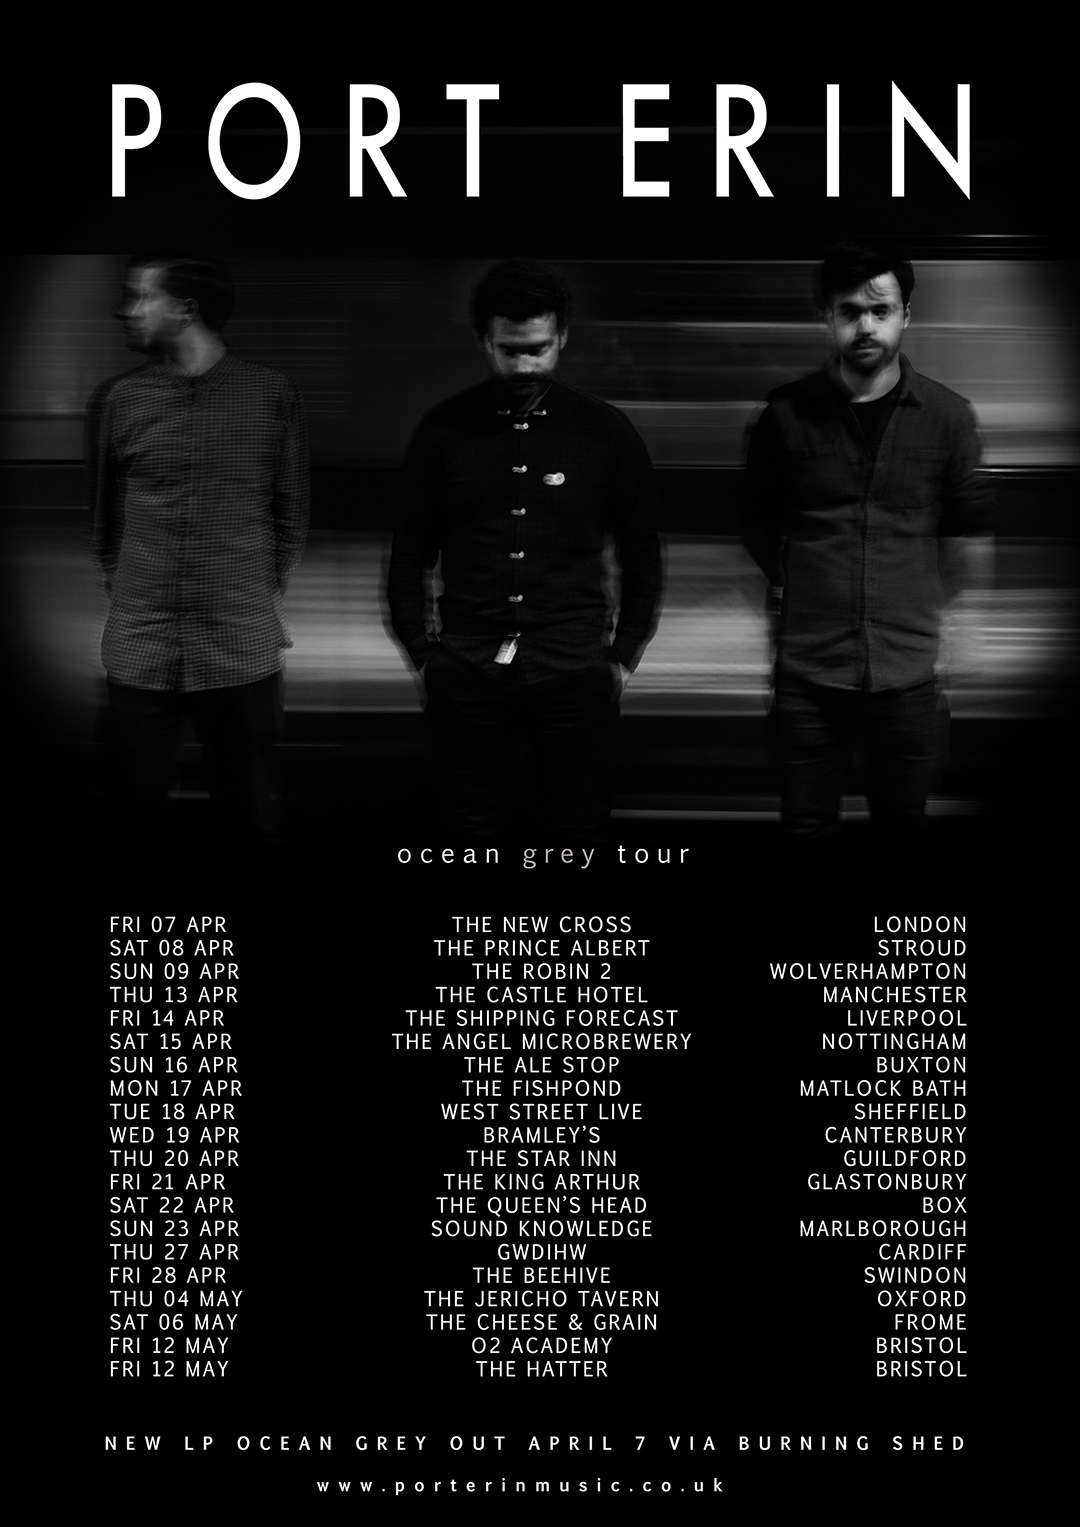 PORT ERIN
ocean grey tour
FRI 07 APR THE NEW CROSS LONDON
SAT 08 APR THE PRINCE ALBERT STROUD
SUN 09 APR THE ROBIN 2 WOLVERHAMPTON
THU 13 APR THE CASTLE HOTEL MANCHESTER
FRI 14 APR THE SHIPPING FORECAST LIVERPOOL
SAT 15 APR THE ANGEL MICROBREWERY NOTTINGHAM
SUN 16 APR THE ALE STOP BUXTON
MON 17 APR THE FISHPOND MATLOCK BATH
TUE 18 APR WEST STREET LIVE SHEFFIELD
WED 19 APR BRAMLEY'S CANTERBURY
THU 20 APR THE STAR INN GUILDFORD
FRI 21 APR THE KING ARTHUR GLASTONBURY
SAT 22 APR THE QUEEN'S HEAD BOX
SUN 23 APR SOUND KNOWLEDGE MARLBOROUGH
THU 27 APR GWDIHW CARDIFF
FRI 28 APR THE BEEHIVE SWINDON
THU 04 MAY THE JERICHO TAVERN OXFORD
SAT 06 MAY THE CHEESE & GRAIN FROME
FRI 12 MAY O2 ACADEMY BRISTOL
FRI 12 MAY THE HATTER BRISTOL
NEW LP OCEAN GREY OUT APRIL 7 VIA BURNING SHED
www.porterinmusic.co.uk